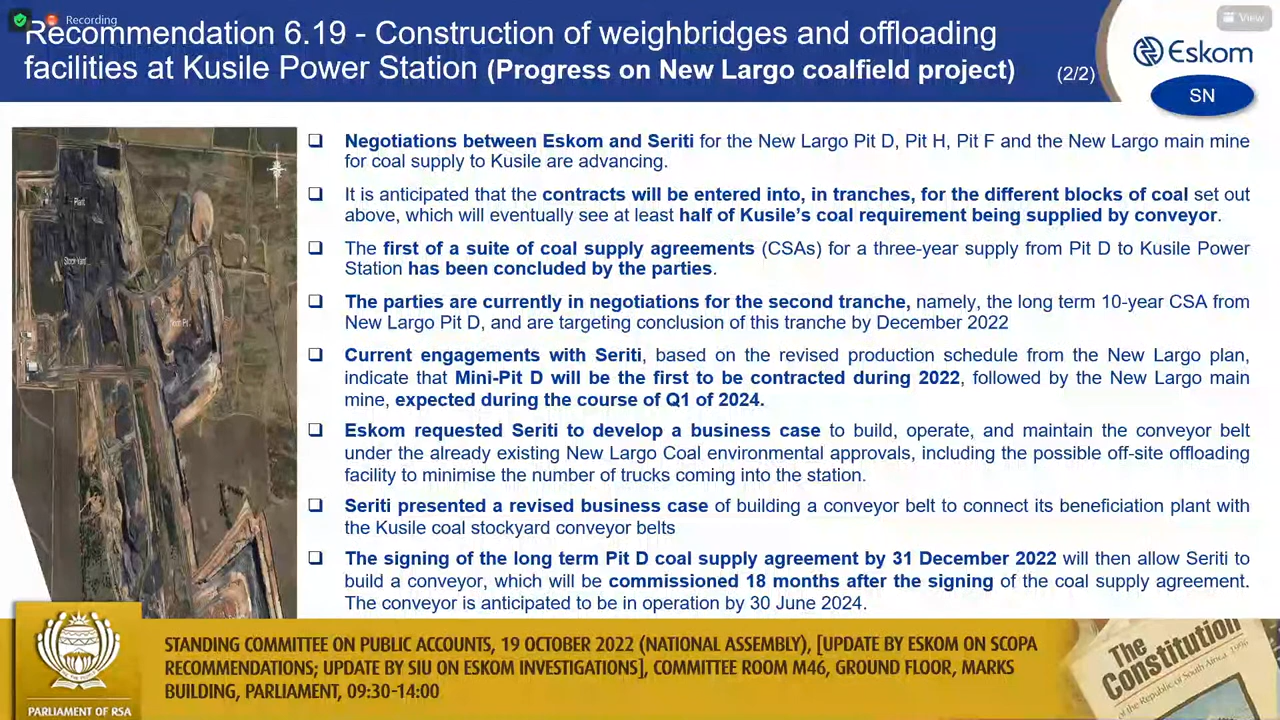 Recording
View
Recommendation 6.19 - Construction of weighbridges and offloading
facilities at Kusile Power Station (Progress on New Largo coalfield project)
(2/2)
Eskom
SN
❑ Negotiations between Eskom and Seriti for the New Largo Pit D, Pit H, Pit F and the New Largo main mine
for coal supply to Kusile are advancing.
❑ It is anticipated that the contracts will be entered into, in tranches, for the different blocks of coal set out
above, which will eventually see at least half of Kusile's coal requirement being supplied by conveyor.
❑ The first of a suite of coal supply agreements (CSAs) for a three-year supply from Pit D to Kusile Power
Station has been concluded by the parties.
❑ The parties are currently in negotiations for the second tranche, namely, the long term 10-year CSA from
New Largo Pit D, and are targeting conclusion of this tranche by December 2022
❑ Current engagements with Seriti, based on the revised production schedule from the New Largo plan,
indicate that Mini-Pit D will be the first to be contracted during 2022, followed by the New Largo main
mine, expected during the course of Q1 of 2024.
❑ Eskom requested Seriti to develop a business case to build, operate, and maintain the conveyor belt
under the already existing New Largo Coal environmental approvals, including the possible off-site offloading
facility to minimise the number of trucks coming into the station.
❑ Seriti presented a revised business case of building a conveyor belt to connect its beneficiation plant with
the Kusile coal stockyard conveyor belts
❑ The signing of the long term Pit D coal supply agreement by 31 December 2022 will then allow Seriti to
build a conveyor, which will be commissioned 18 months after the signing of the coal supply agreement.
The conveyor is anticipated to be in operation by 30 June 2024.
Plant
Stock Yard
STANDING COMMITTEE ON PUBLIC ACCOUNTS, 19 OCTOBER 2022 (NATIONAL ASSEMBLY), [UPDATE BY ESKOM ON SCOPA
RECOMMENDATIONS; UPDATE BY SIU ON ESKOM INVESTIGATIONS], COMMITTEE ROOM M46, GROUND FLOOR, MARKS
BUILDING, PARLIAMENT, 09:30-14:00
PARLIAMENT OF RSA
The
Constitution
of the Republic of South Africa, 1996